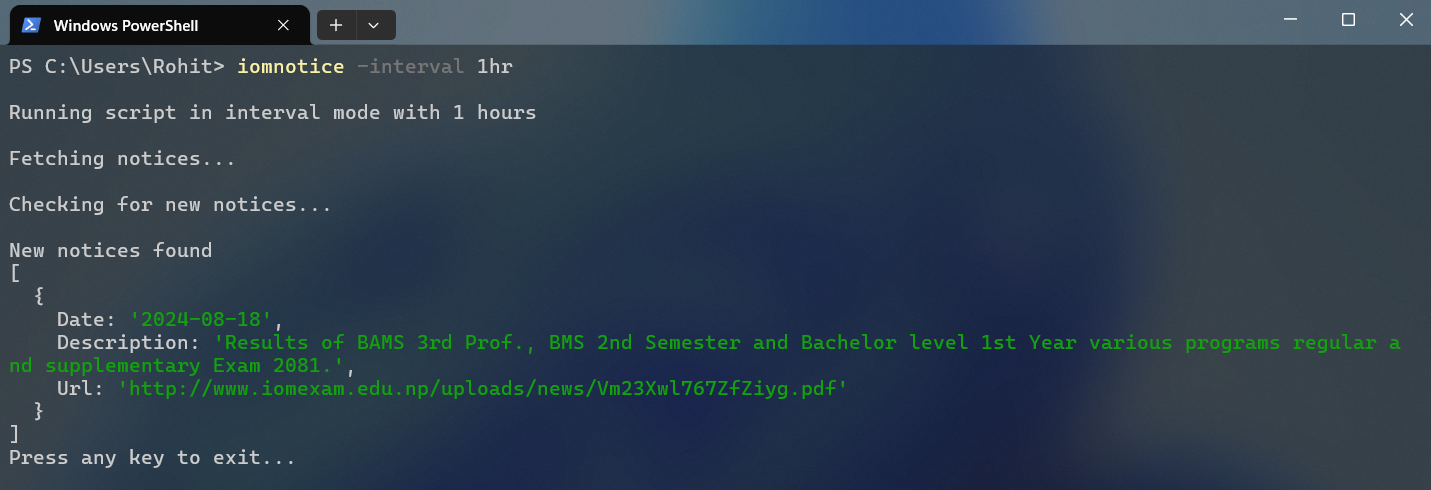 Windows PowerShell
PS C:\Users\Rohit> iomnotice -interval 1hr
Running script in interval mode with 1 hours
Fetching notices...
Checking for new notices...
New notices found
[
  {
    Date: '2024-08-18',
    Description: 'Results of BAMS 3rd Prof., BMS 2nd Semester and Bachelor level 1st Year various programs regular a
nd supplementary Exam 2081.',
    Url: 'http://www.iomexam.edu.np/uploads/news/Vm23Xwl767ZfZiyg.pdf'
  }
]
Press any key to exit...